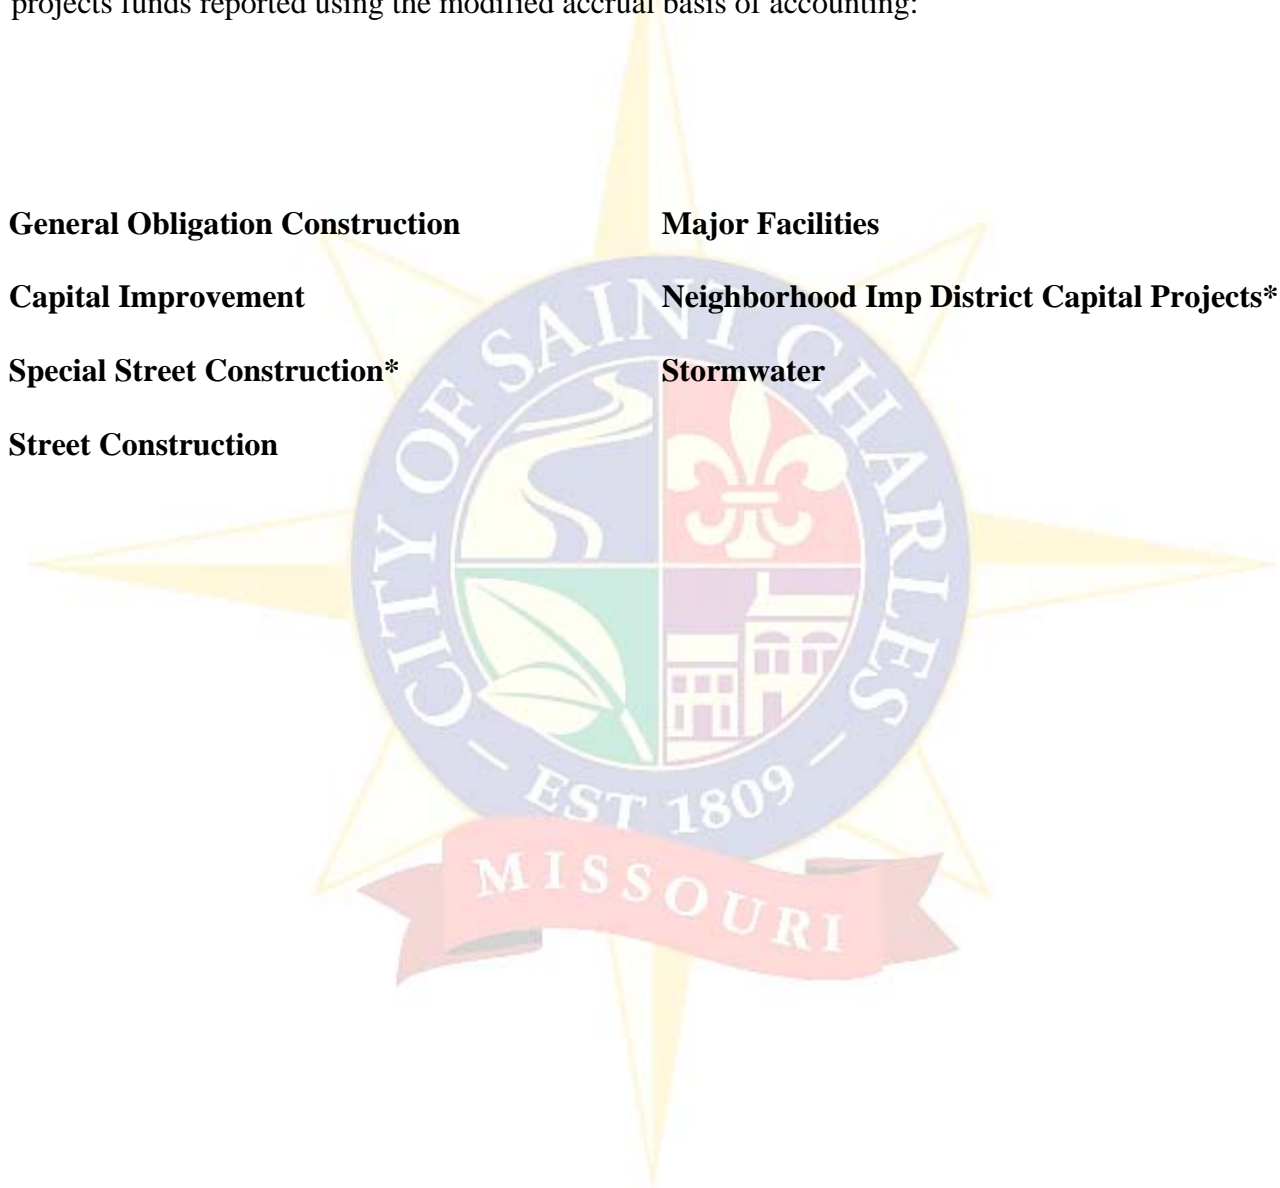 projects funds reported using the modified accrual basis of accounting:
General Obligation Construction
Major Facilities
Capital Improvement
Neighborhood Imp District Capital Projects*
Special Street Construction*
Stormwater
Street Construction
CITY OF SAINT CHARLES
EST 1809
MISSOURI